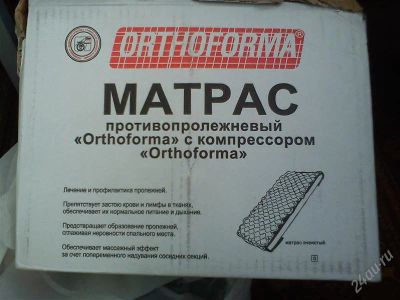 ORTHOFORMA®
МАТРАС
противопролежневый
«Orthoforma» с компрессором
«Orthoforma»
Лечение и профилактика пролежней.
Препятствует застою крови и лимфы в тканях,
обеспечивает их нормальное питание и дыхание.
Предотвращает образование пролежней,
сглаживая неровности спального места.
Обеспечивает массажный эффект
за счет попеременного надувания соседних секций.
матрас ячеистый
24au.ru